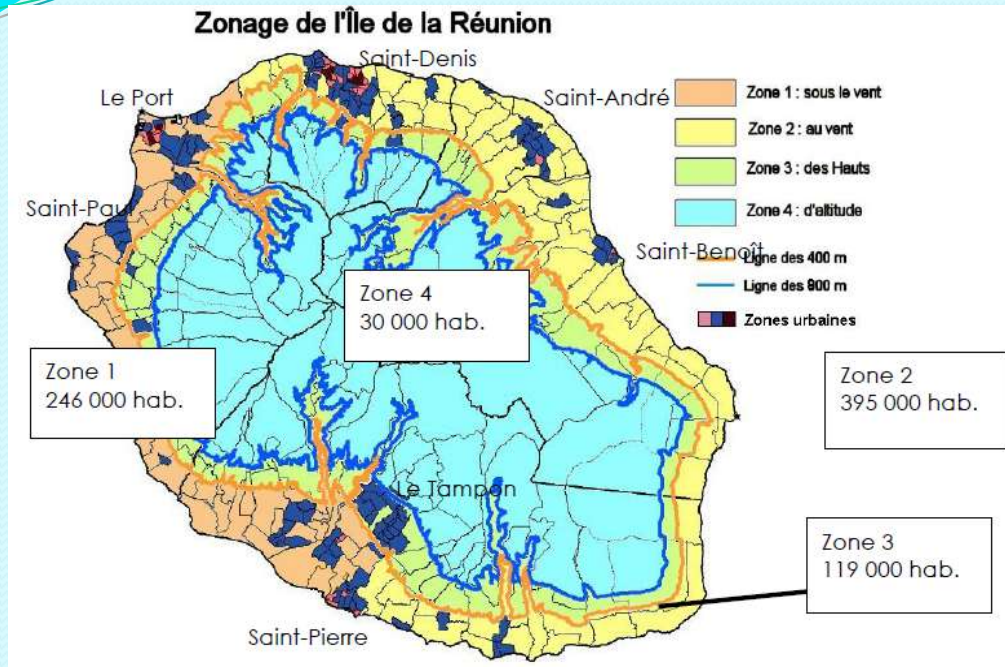 Zonage de l'Île de la Réunion
Saint-Denis
Le Port
Saint-André
Zone 1 : sous le vent
Zone 2 : au vent
Zone 3 : des Hauts
Zone 4 : d'altitude
Saint-Paul
Saint-Benoît
Ligne des 400 m
Ligne des 800 m
Zones urbaines
Zone 4
30 000 hab.
Zone 1
246 000 hab.
Zone 2
395 000 hab.
Le Tampon
Zone 3
119 000 hab.
Saint-Pierre